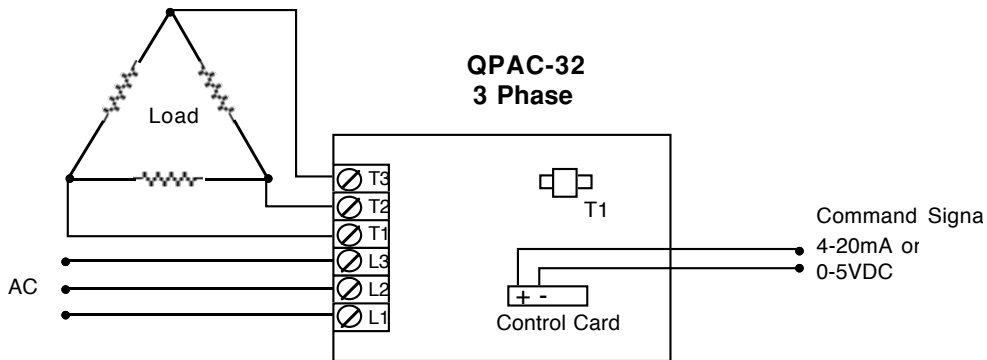 QPAC-32
3 Phase
Load
T3
T2
T1
L3
L2
L1
AC
T1
+ -
Control Card
Command Signa
4-20mA or
0-5VDC